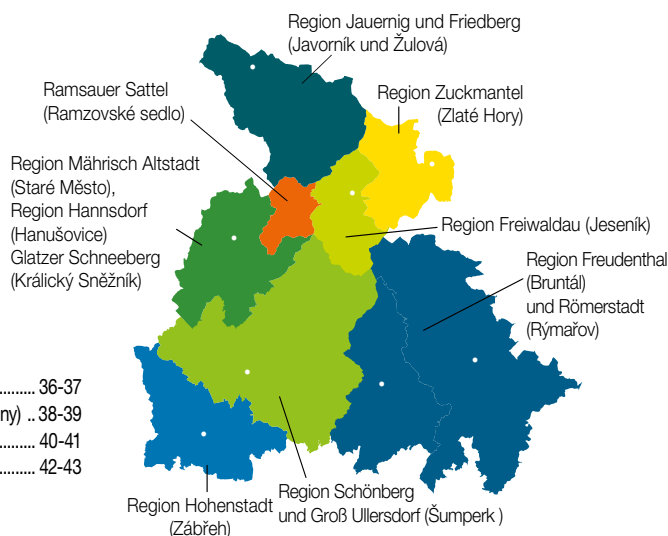 Region Jauernig und Friedberg
(Javorník und Žulová)
Ramsauer Sattel
(Ramzovské sedlo)
Region Zuckmantel
(Zlaté Hory)
Region Mährisch Altstadt
(Staré Město),
Region Hannsdorf
(Hanušovice)
Glatzer Schneeberg
(Králický Sněžník)
Region Freiwaldau (Jeseník)
Region Freudenthal
(Bruntál)
und Römerstadt
(Rýmařov)
......... 36-37
ny) .. 38-39
......... 40-41
......... 42-43
Region Hohenstadt
(Zábřeh)
Region Schönberg
und Groß Ullersdorf (Šumperk )